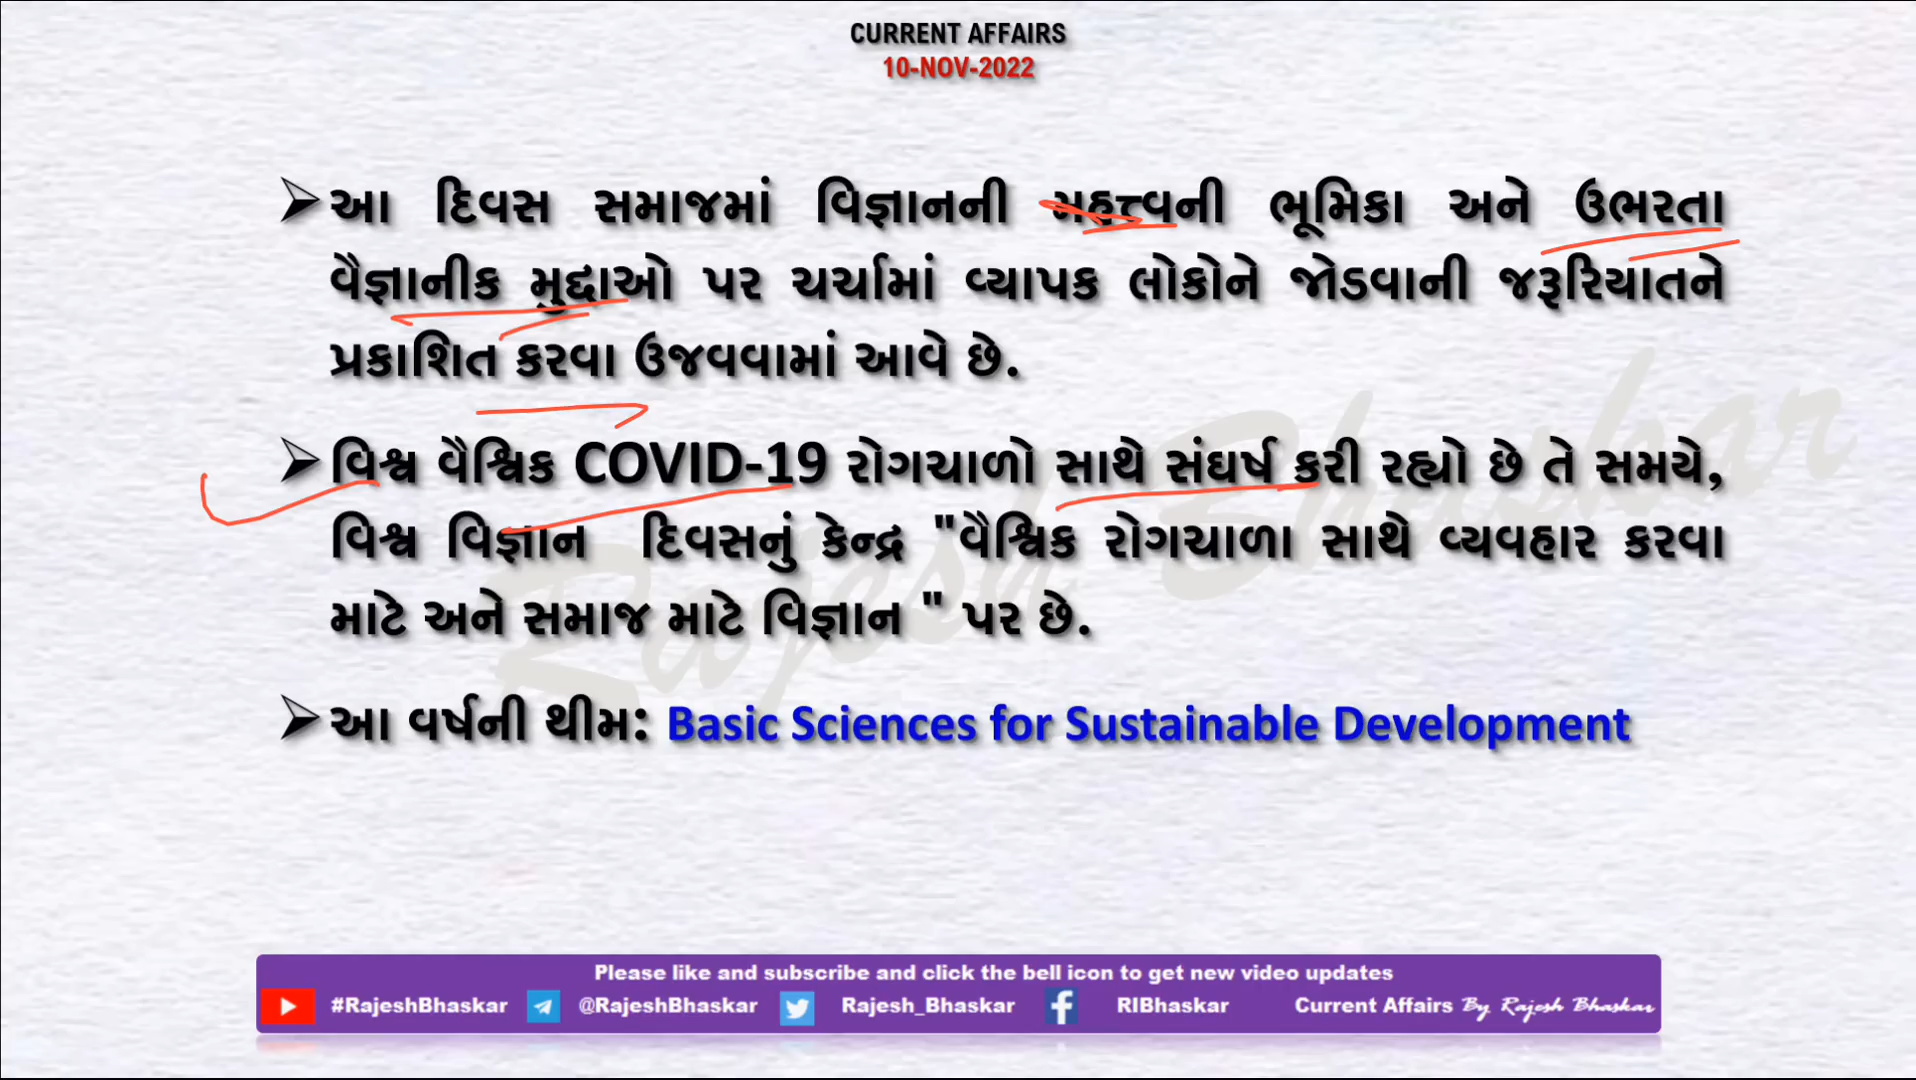 CURRENT AFFAIRS
10-NOV-2022
➢ આ દિવસ સમાજમાં વિજ્ઞાનની મહત્ત્વની ભૂમિકા અને ઉભરતા
વૈજ્ઞાનીક મુદ્દાઓ પર ચર્ચામાં વ્યાપક લોકોને જોડવાની જરૂરિયાતને
પ્રકાશિત કરવા ઉજવવામાં આવે છે.
➢ વિશ્વ વૈશ્વિક COVID-19 રોગચાળો સાથે સંઘર્ષ કરી રહ્યો છે તે સમયે,
વિશ્વ વિજ્ઞાન દિવસનું કેન્દ્ર "વૈશ્વિક રોગચાળા સાથે વ્યવહાર કરવા
માટે અને સમાજ માટે વિજ્ઞાન " પર છે.
➢ આ વર્ષની થીમ: Basic Sciences for Sustainable Development
Rajesh Bhaskar
Please like and subscribe and click the bell icon to get new video updates
#RajeshBhaskar @RajeshBhaskar Rajesh_Bhaskar RIBhaskar Current Affairs By Rajesh Bhaskar